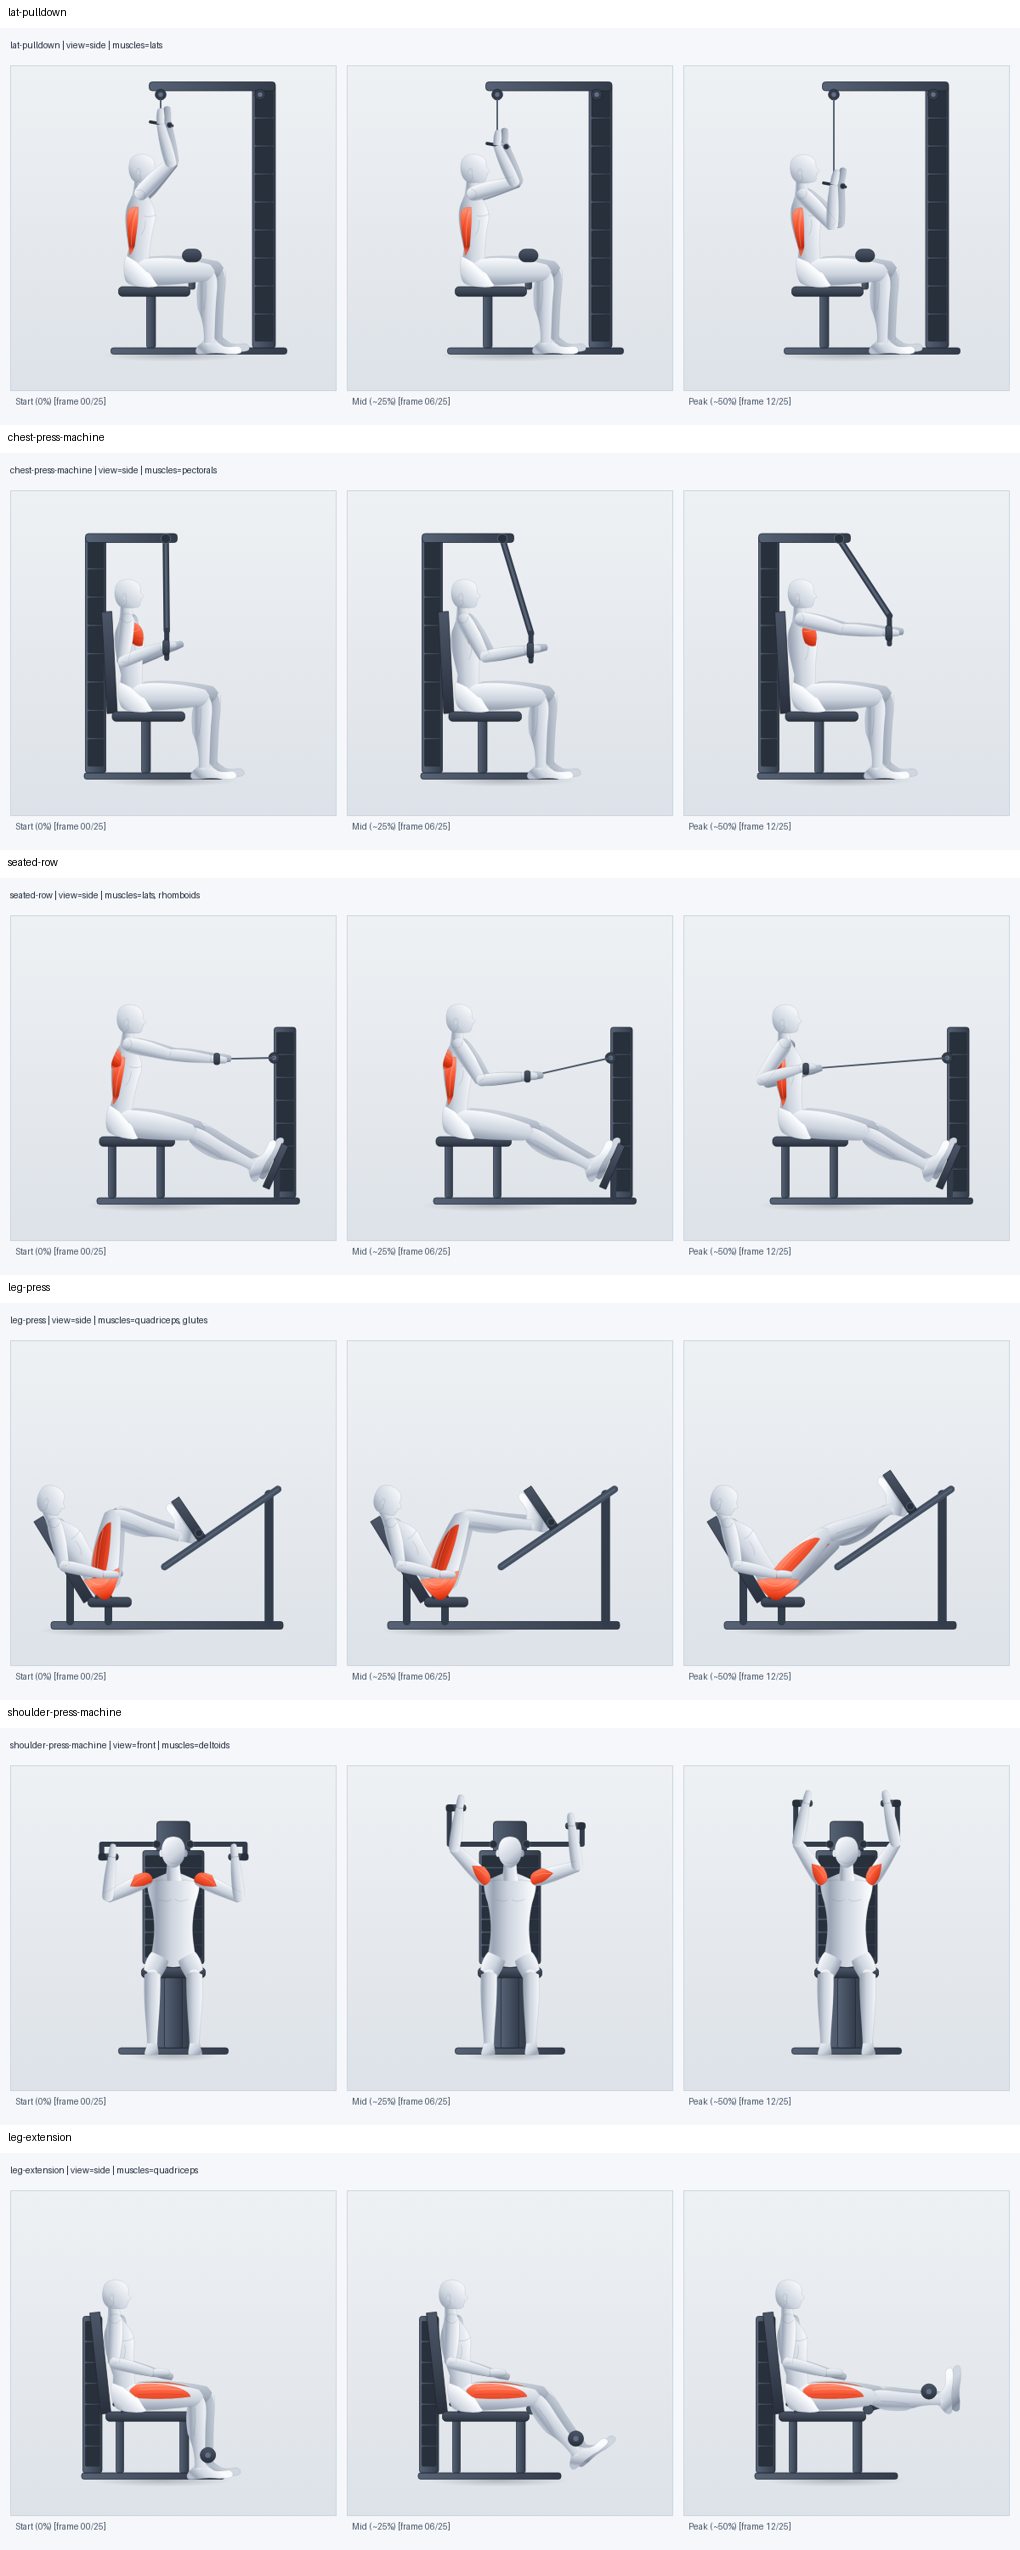 lat-pulldown
lat-pulldown | view=side | muscles=lats
Start (0%) [frame 00/25]
Mid (~25%) [frame 06/25]
Peak (~50%) [frame 12/25]
chest-press-machine
chest-press-machine | view=side | muscles=pectorals
Start (0%) [frame 00/25]
Mid (~25%) [frame 06/25]
Peak (~50%) [frame 12/25]
seated-row
seated-row | view=side | muscles=lats, rhomboids
Start (0%) [frame 00/25]
Mid (~25%) [frame 06/25]
Peak (~50%) [frame 12/25]
leg-press
leg-press | view=side | muscles=quadriceps, glutes
Start (0%) [frame 00/25]
Mid (~25%) [frame 06/25]
Peak (~50%) [frame 12/25]
shoulder-press-machine
shoulder-press-machine | view=front | muscles=deltoids
Start (0%) [frame 00/25]
Mid (~25%) [frame 06/25]
Peak (~50%) [frame 12/25]
leg-extension
leg-extension | view=side | muscles=quadriceps
Start (0%) [frame 00/25]
Mid (~25%) [frame 06/25]
Peak (~50%) [frame 12/25]